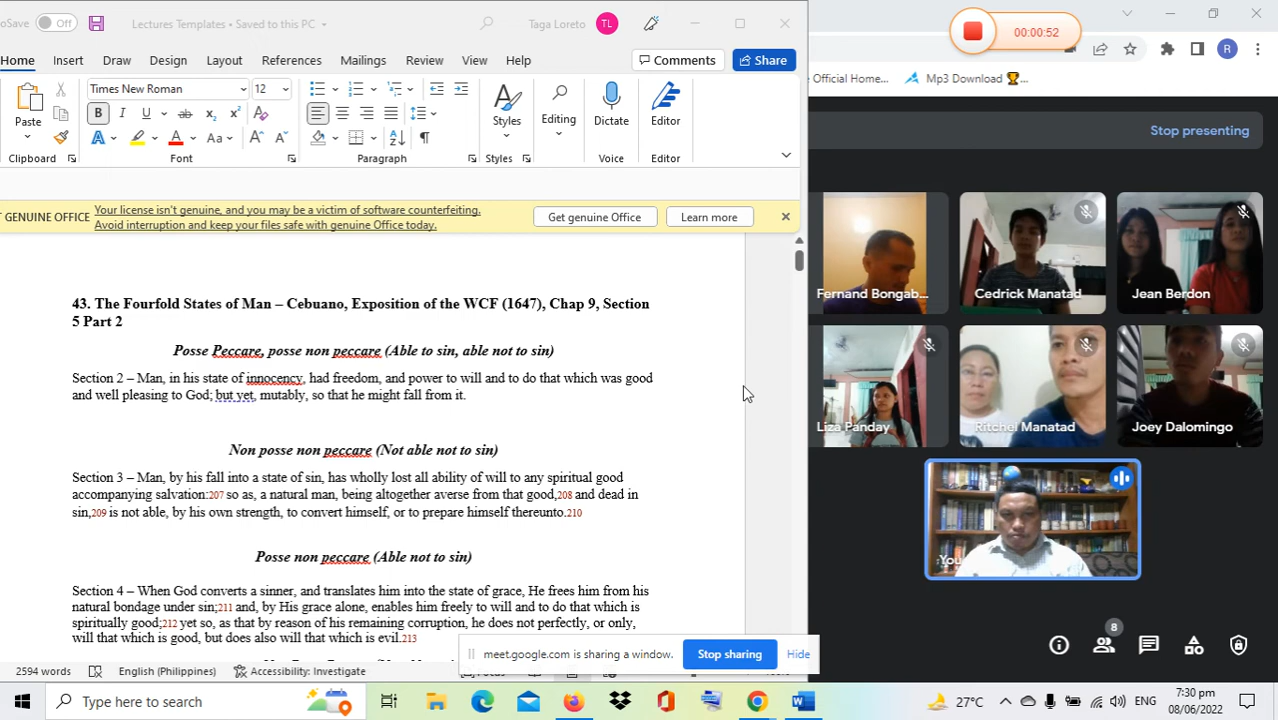 oSave Off Lectures Templates • Saved to this PC Taga Loreto TL
00:00:52
Home Insert Draw Design Layout References Mailings Review View Help Comments Share
R
e Official Home... Mp3 Download 🏆...
Times New Roman 12
Paste Styles Editing Dictate Editor
B I U ab x₂ x²
A A Aa A A
Clipboard Font Paragraph Styles Voice Editor
Stop presenting
T GENUINE OFFICE Your license isn't genuine, and you may be a victim of software counterfeiting.
Avoid interruption and keep your files safe with genuine Office today.
Get genuine Office Learn more
43. The Fourfold States of Man – Cebuano, Exposition of the WCF (1647), Chap 9, Section
5 Part 2
Posse Peccare, posse non peccare (Able to sin, able not to sin)
Section 2 – Man, in his state of innocency, had freedom, and power to will and to do that which was good
and well pleasing to God; but yet, mutably, so that he might fall from it.
Non posse non peccare (Not able not to sin)
Section 3 – Man, by his fall into a state of sin, has wholly lost all ability of will to any spiritual good
accompanying salvation:207 so as, a natural man, being altogether averse from that good,208 and dead in
sin,209 is not able, by his own strength, to convert himself, or to prepare himself thereunto.210
Posse non peccare (Able not to sin)
Section 4 – When God converts a sinner, and translates him into the state of grace, He frees him from his
natural bondage under sin;211 and, by His grace alone, enables him freely to will and to do that which is
spiritually good;212 yet so, as that by reason of his remaining corruption, he does not perfectly, or only,
will that which is good, but does also will that which is evil.213
Fernand Bongab... Cedrick Manatad Jean Berdon
Liza Panday Ritchel Manatad Joey Dalomingo
You
8
meet.google.com is sharing a window. Stop sharing Hide
2594 words English (Philippines) Accessibility: Investigate
Type here to search
27°C ENG 7:30 pm
08/06/2022